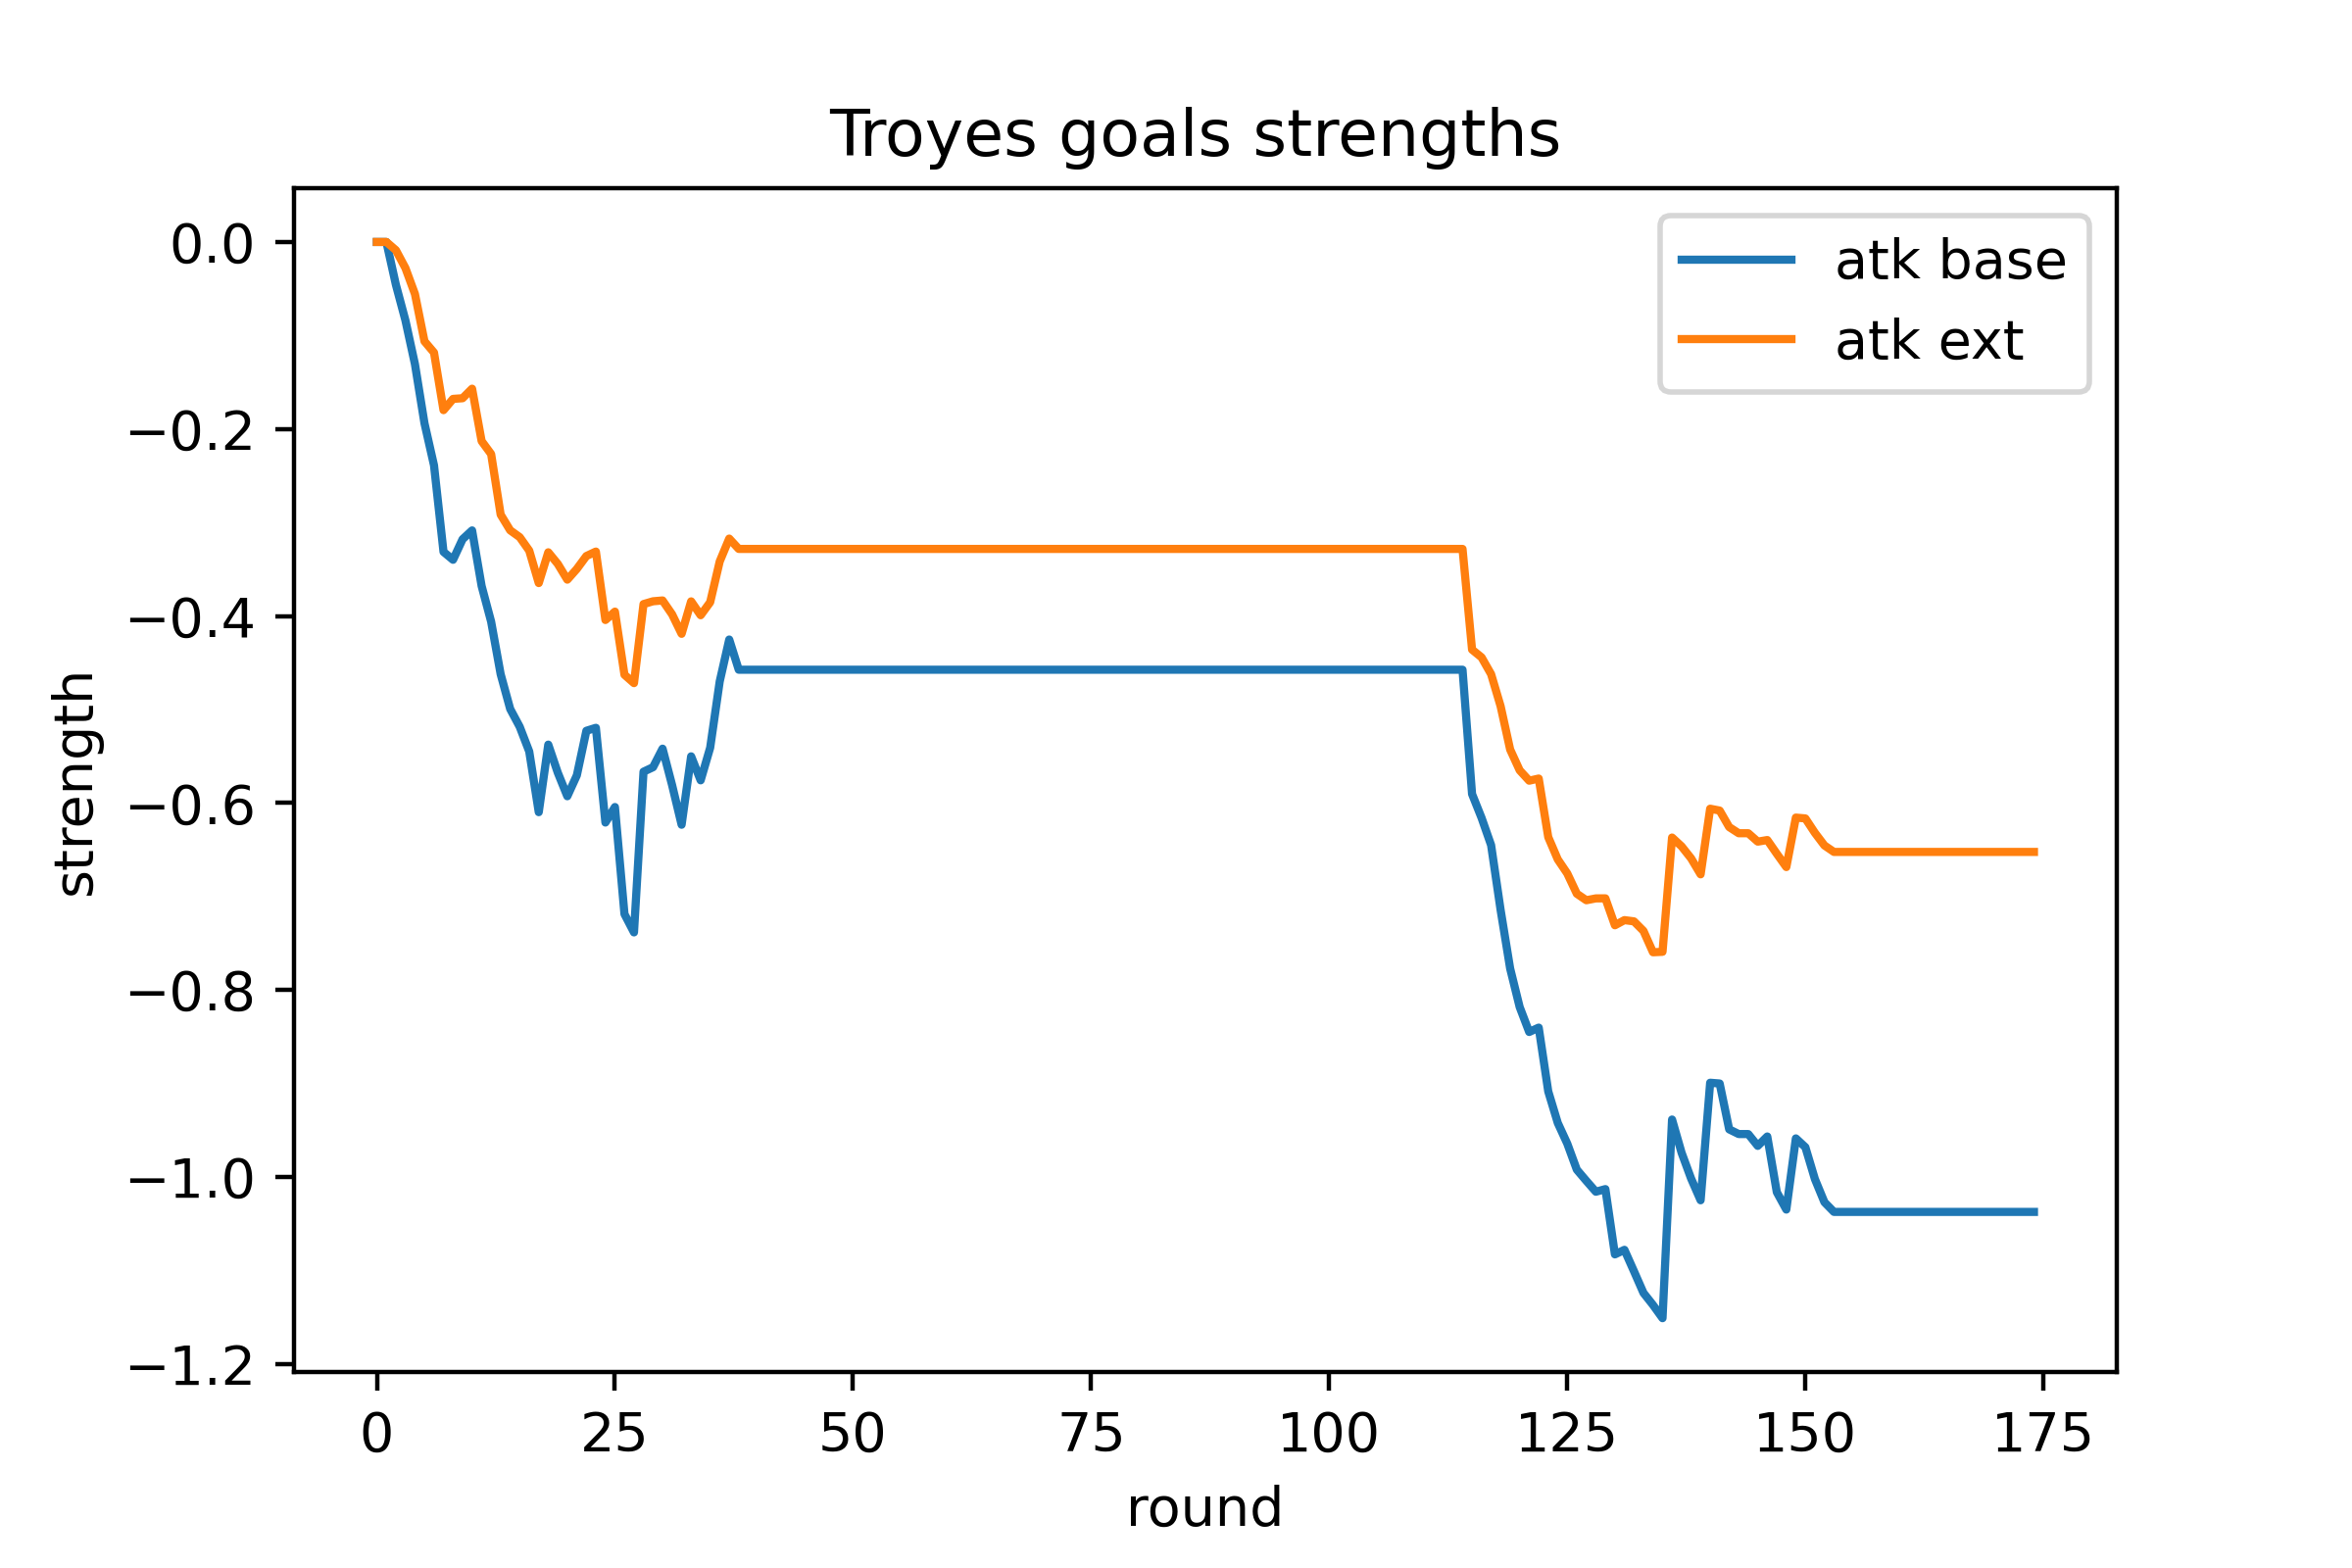 Troyes goals strengths
atk base
atk ext
strength
0.0
−0.2
−0.4
−0.6
−0.8
−1.0
−1.2
0 25 50 75 100 125 150 175
round